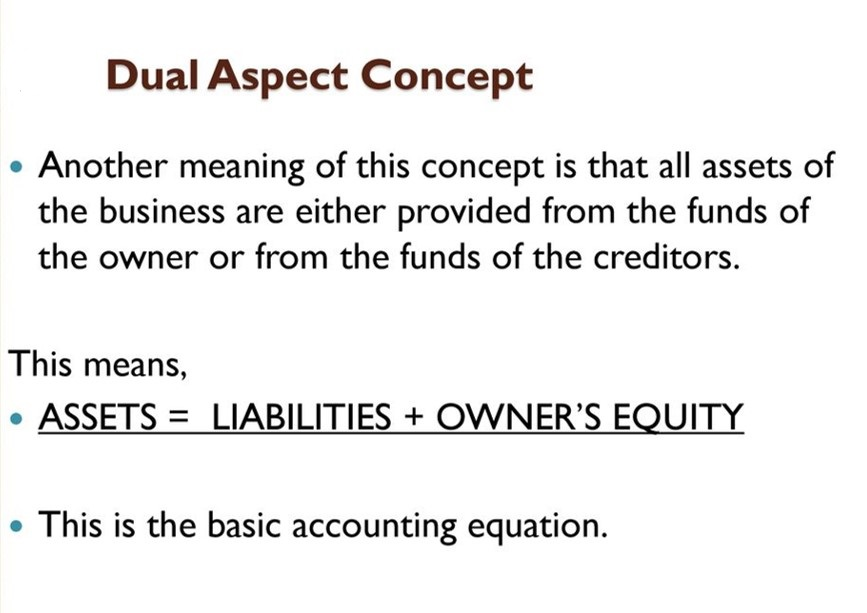 Dual Aspect Concept
• Another meaning of this concept is that all assets of
the business are either provided from the funds of
the owner or from the funds of the creditors.
This means,
• ASSETS = LIABILITIES + OWNER’S EQUITY
• This is the basic accounting equation.